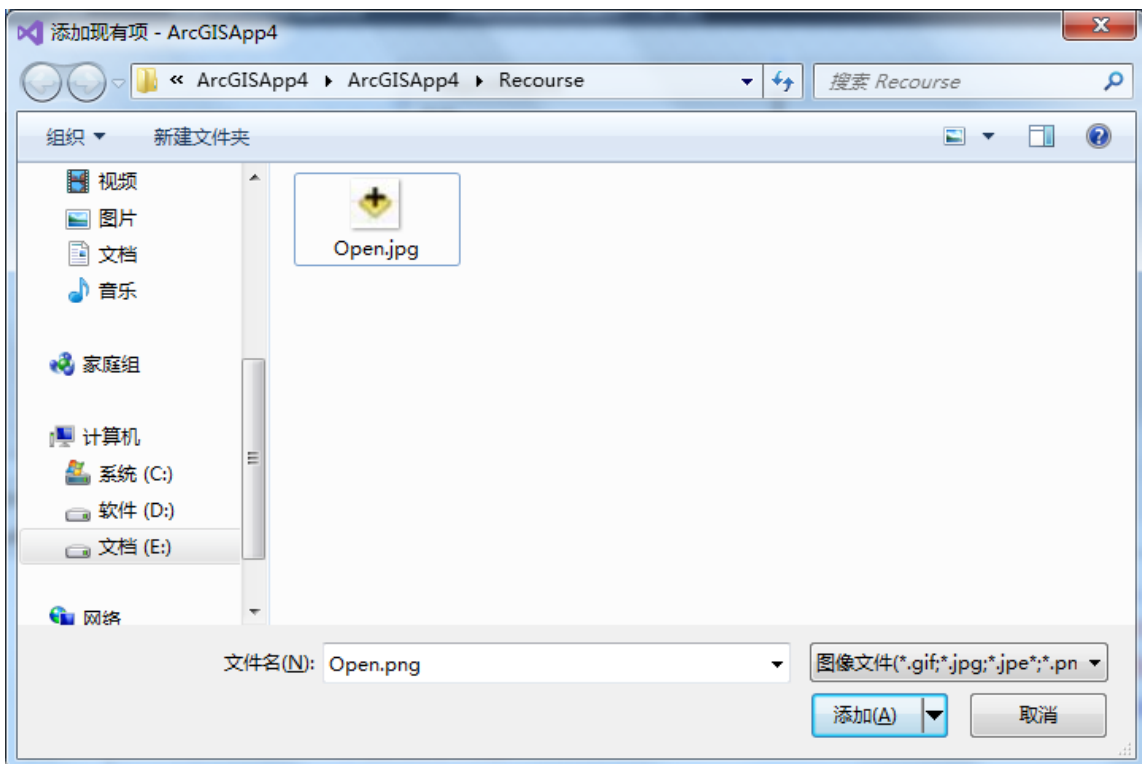 添加现有项 - ArcGISApp4
« ArcGISApp4 ▸ ArcGISApp4 ▸ Recourse
搜索 Recourse
组织 新建文件夹
视频
图片
文档
音乐
家庭组
计算机
系统 (C:)
软件 (D:)
文档 (E:)
网络
Open.jpg
文件名(N): Open.png
图像文件(*.gif;*.jpg;*.jpe*;*.pn
添加(A) 取消